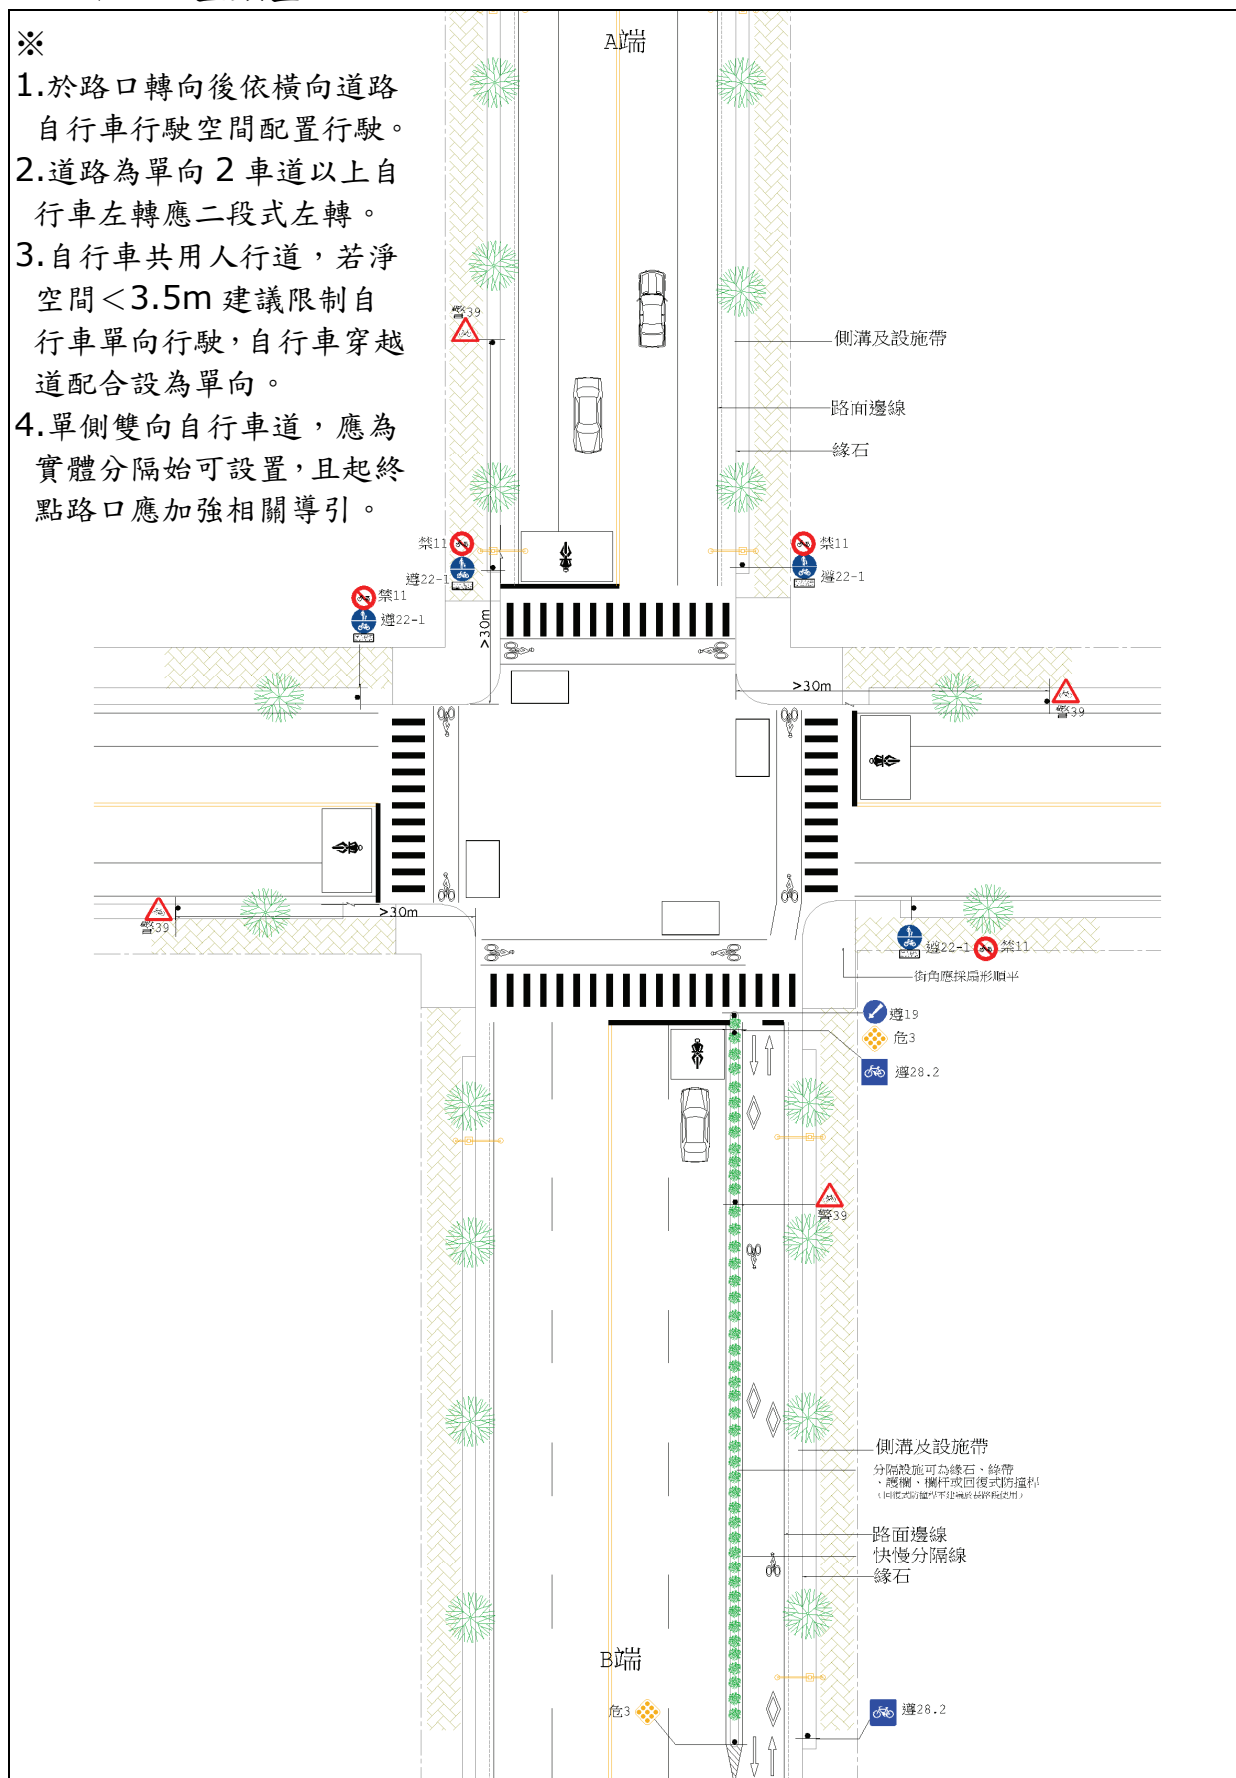 ※
1.於路口轉向後依橫向道路
自行車行駛空間配置行駛。
2.道路為單向 2 車道以上自
行車左轉應二段式左轉。
3.自行車共用人行道，若淨
空間＜3.5m 建議限制自
行車單向行駛，自行車穿越
道配合設為單向。
4.單側雙向自行車道，應為
實體分隔始可設置，且起終
點路口應加強相關導引。
A端
警39
側溝及設施帶
路面邊線
緣石
禁11
遵22-1
禁11
遵22-1
禁11
遵22-1
>30m
>30m
警39
警39
>30m
遵22-1
禁11
街角應採扇形順平
遵19
危3
遵28.2
警39
側溝及設施帶
分隔設施可為緣石、綠帶
、護欄、欄杆或回復式防撞桿
路面邊線
快慢分隔線
緣石
B端
危3
遵28.2